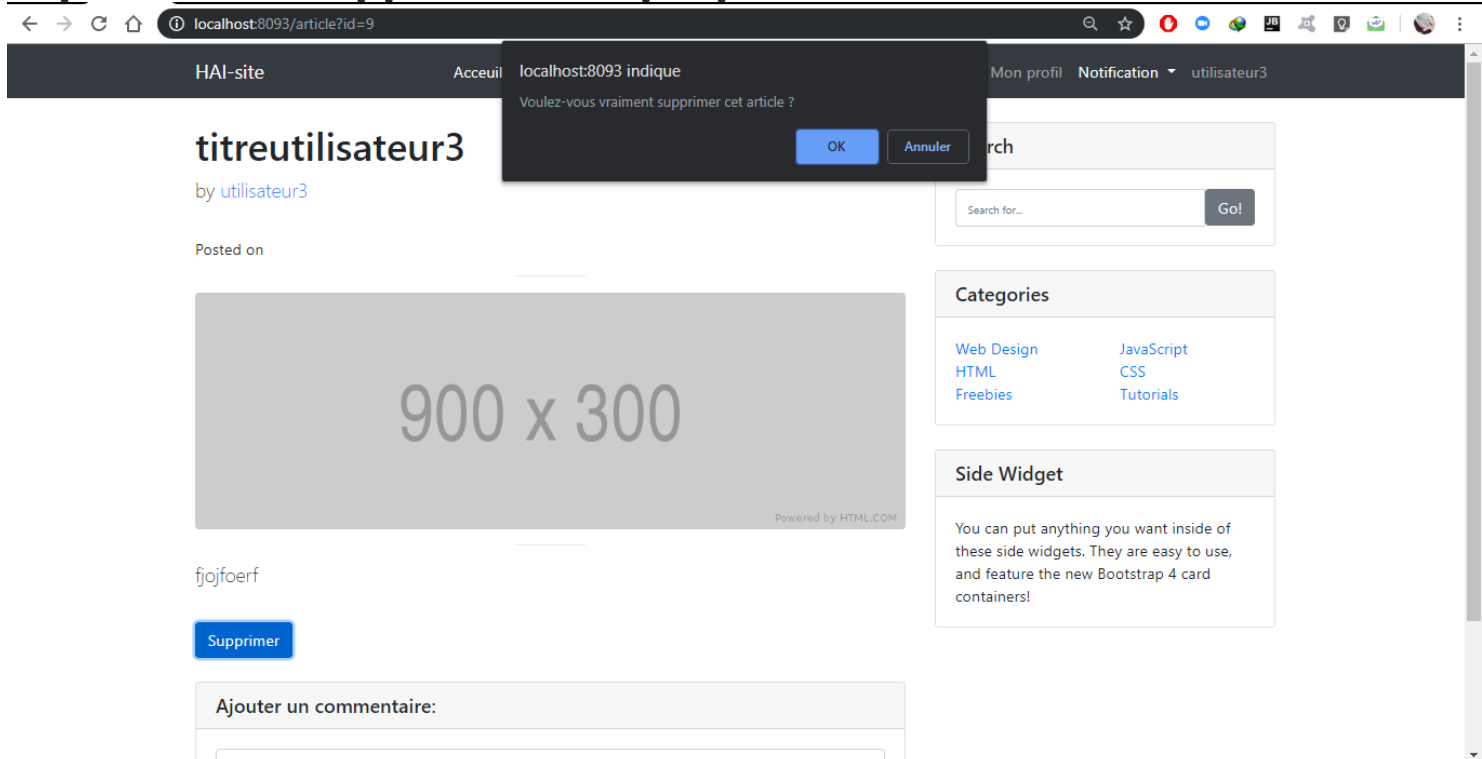 localhost:8093/article?id=9
HAI-site
Acceuil
Mon profil
Notification
utilisateur3
localhost:8093 indique
Voulez-vous vraiment supprimer cet article ?
OK
Annuler
titreutilisateur3
by utilisateur3
Posted on
900 x 300
Powered by HTML.COM
fjojfoerf
Supprimer
Ajouter un commentaire:
rch
Search for...
Go!
Categories
Web Design
JavaScript
HTML
CSS
Freebies
Tutorials
Side Widget
You can put anything you want inside of
these side widgets. They are easy to use,
and feature the new Bootstrap 4 card
containers!